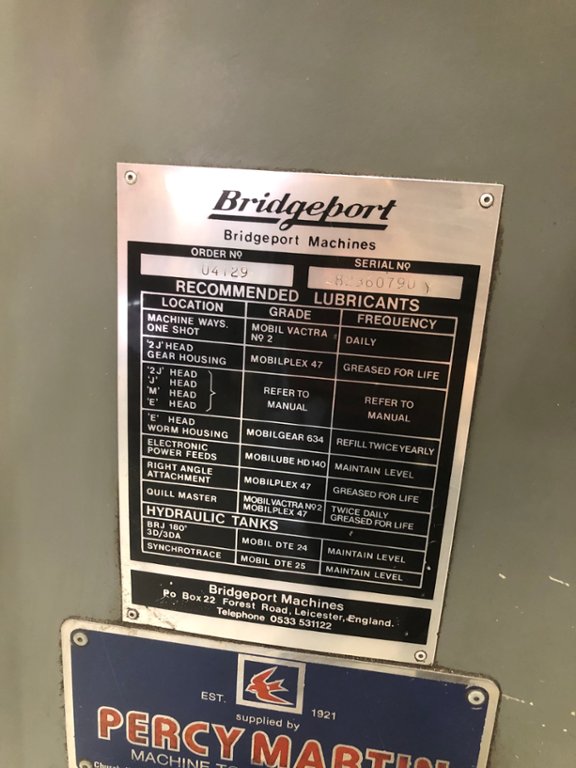 Bridgeport
Bridgeport Machines
ORDER Nº SERIAL Nº
04129
RECOMMENDED LUBRICANTS
LOCATION GRADE FREQUENCY
MACHINE WAYS. ONE SHOT MOBIL VACTRA Nº 2 DAILY
'2J' HEAD GEAR HOUSING MOBILPLEX 47 GREASED FOR LIFE
'2J' HEAD
'J' HEAD
'M' HEAD
'E' HEAD
REFER TO MANUAL REFER TO MANUAL
'E' HEAD WORM HOUSING MOBILGEAR 634 REFILL TWICE YEARLY
ELECTRONIC POWER FEEDS MOBILUBE HD 140 MAINTAIN LEVEL
RIGHT ANGLE ATTACHMENT MOBILPLEX 47 GREASED FOR LIFE
QUILL MASTER MOBIL VACTRA Nº2 MOBILPLEX 47 TWICE DAILY GREASED FOR LIFE
HYDRAULIC TANKS
BRJ 180° 3D/3DA MOBIL DTE 24 MAINTAIN LEVEL
SYNCHROTRACE MOBIL DTE 25 MAINTAIN LEVEL
Bridgeport Machines
Po Box 22 Forest Road, Leicester, England.
Telephone 0533 531122
EST. 1921
supplied by
PERCY MARTIN
MACHINE